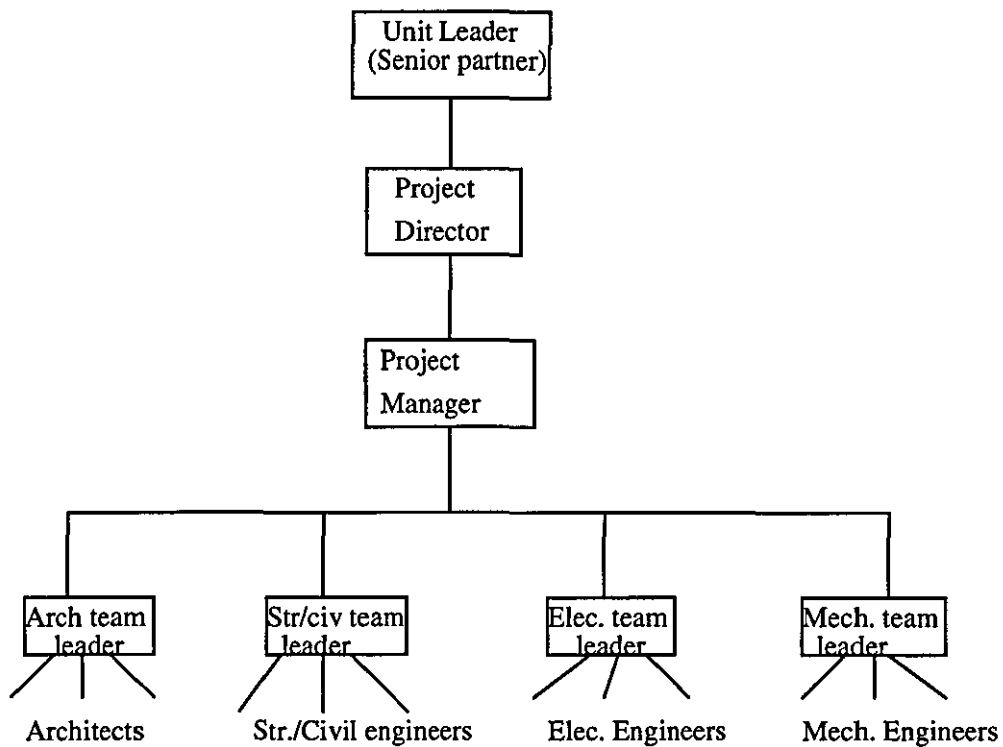 Unit Leader
(Senior partner)
Project
Director
Project
Manager
Arch team
leader
Str/civ team
leader
Elec. team
leader
Mech. team
leader
Architects
Str./Civil engineers
Elec. Engineers
Mech. Engineers